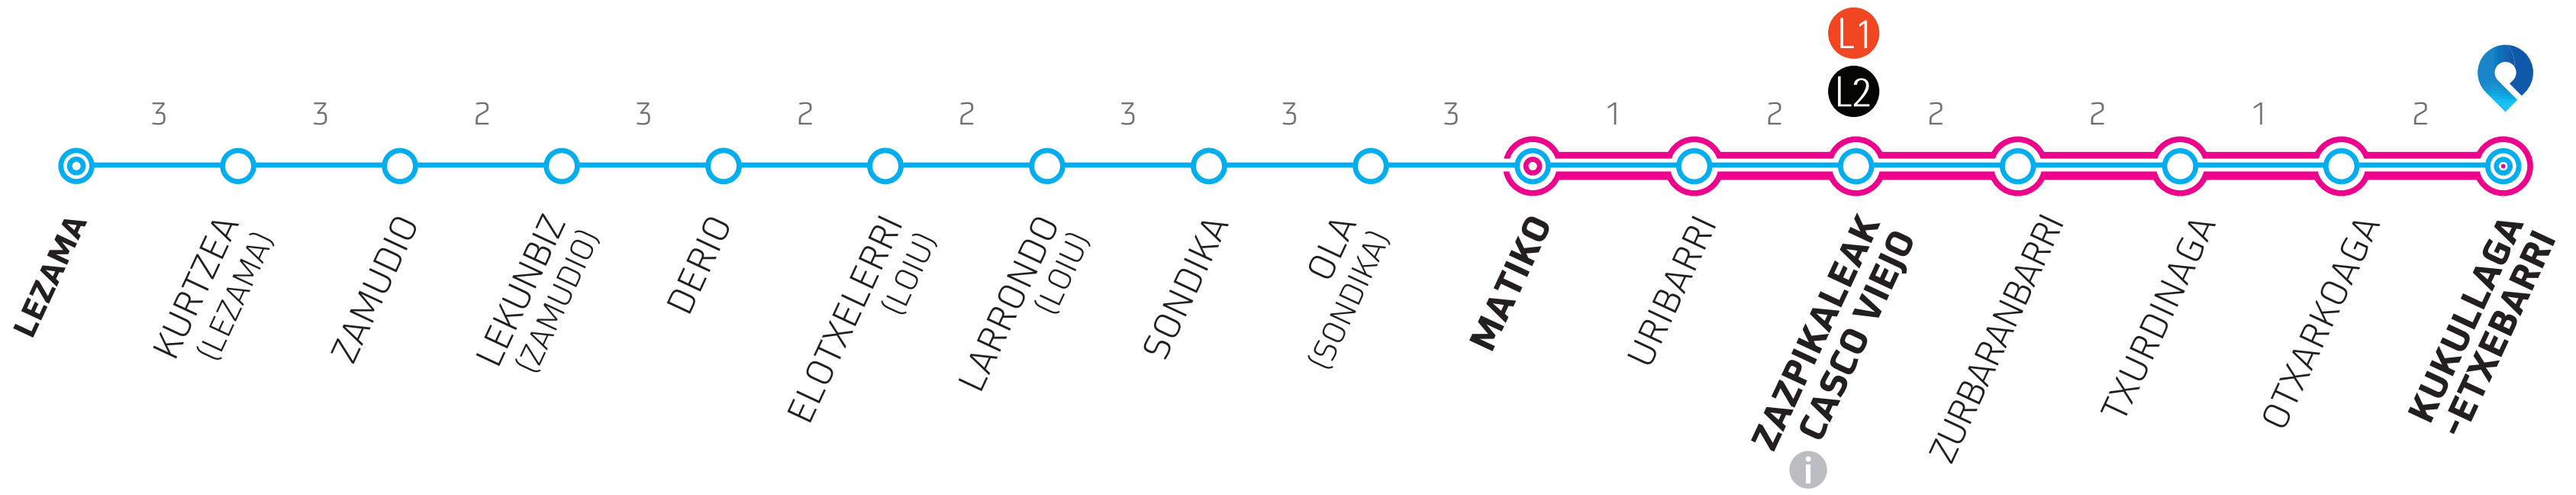 L1
L2
3 3 2 3 2 2 3 3 3 1 2 2 2 1 2
LEZAMA
KURTZEA
(LEZAMA)
ZAMUDIO
LEKUNBIZ
(ZAMUDIO)
DERIO
ELOTXELERRI
(LOIU)
LARRONDO
(LOIU)
SONDIKA
OLA
(SONDIKA)
MATIKO
URIBARRI
ZAZPIKALEAK
CASCO VIEJO
i
ZURBARANBARRI
TXURDINAGA
OTXARKOAGA
KUKULLAGA
-ETXEBARRI